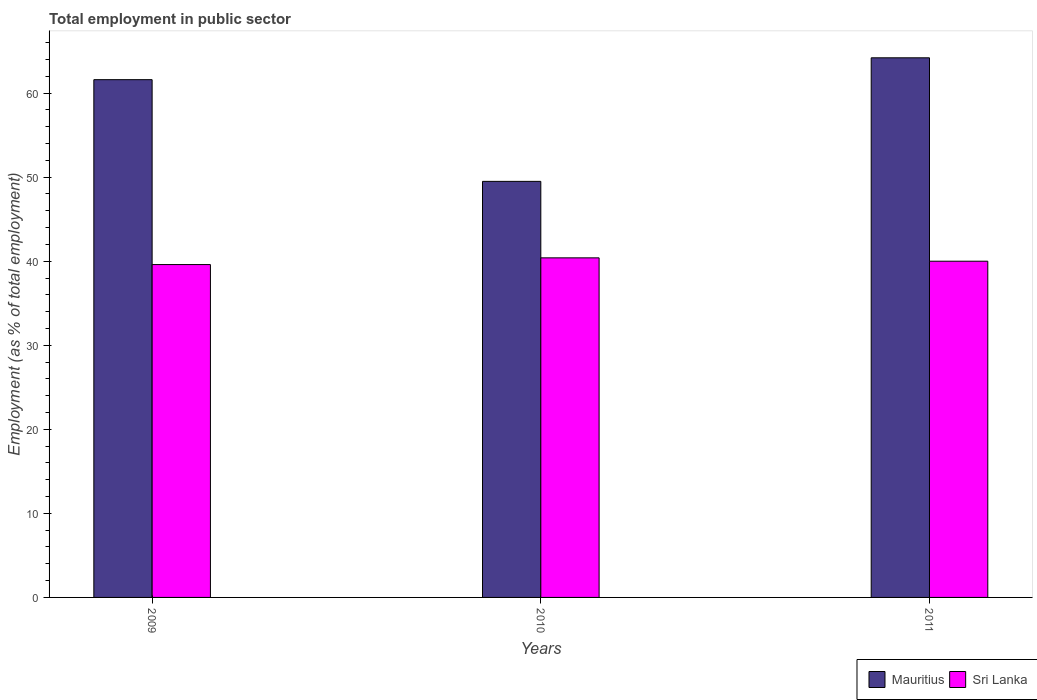 Total employment in public sector
Employment (as % of total employment)
60
50
40
30
20
10
0
2009
2010
2011
Years
Mauritius
Sri Lanka